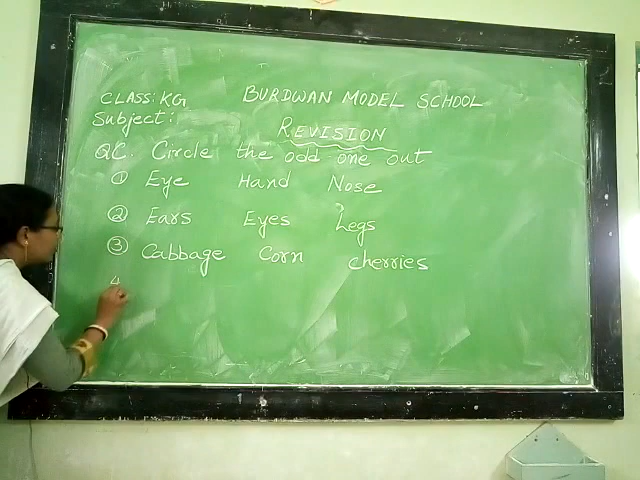 CLASS: KG BURDWAN MODEL SCHOOL
Subject:
REVISION
QC. Circle the odd one out
① Eye Hand Nose
② Ears Eyes Legs
③ Cabbage Corn cherries
4